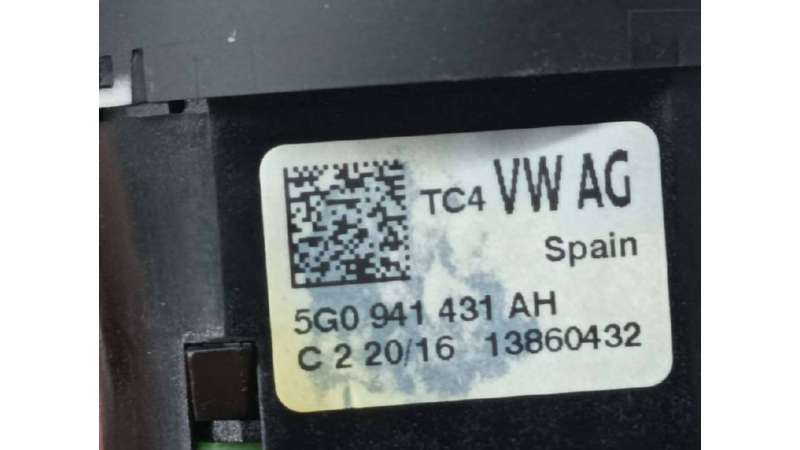 TC4 VW AG
Spain
5G0 941 431 AH
C 2 20/16 13860432